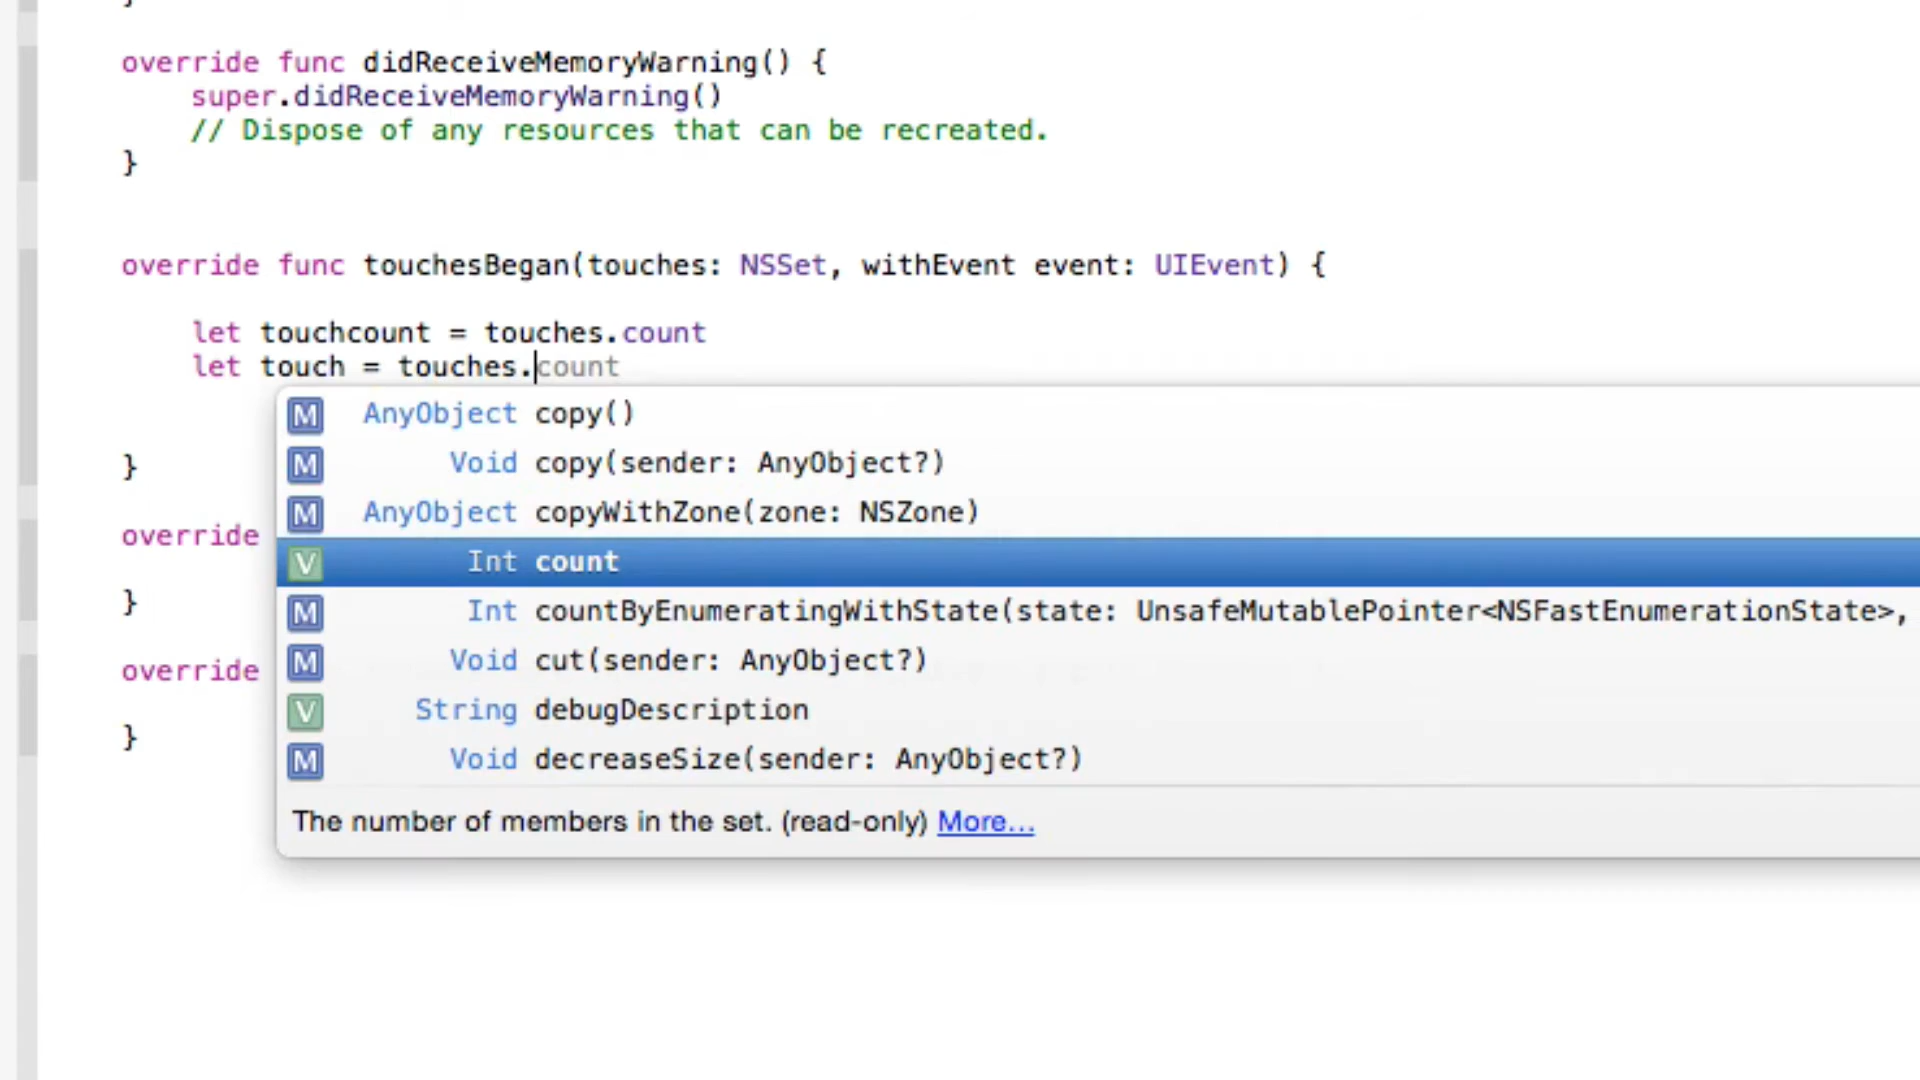 }
override func didReceiveMemoryWarning() {
super.didReceiveMemoryWarning()
// Dispose of any resources that can be recreated.
}
override func touchesBegan(touches: NSSet, withEvent event: UIEvent) {
let touchcount = touches.count
let touch = touches.count
M AnyObject copy()
} M Void copy(sender: AnyObject?)
M AnyObject copyWithZone(zone: NSZone)
override V Int count
} M Int countByEnumeratingWithState(state: UnsafeMutablePointer<NSFastEnumerationState>,
override M Void cut(sender: AnyObject?)
V String debugDescription
} M Void decreaseSize(sender: AnyObject?)
The number of members in the set. (read-only) More...